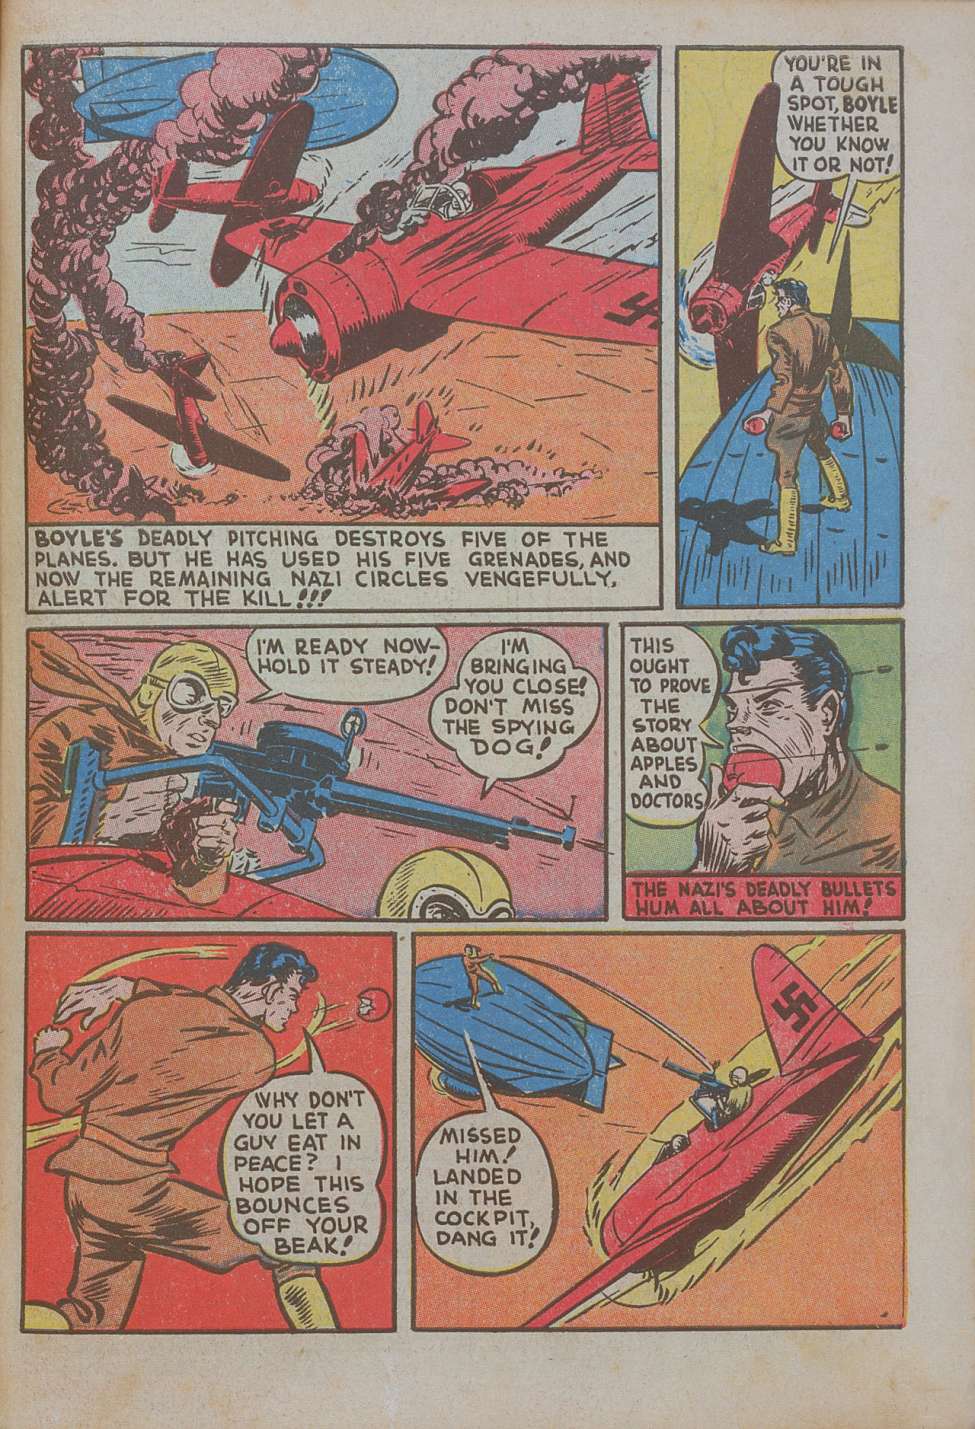 BOYLE'S DEADLY PITCHING DESTROYS FIVE OF THE
PLANES. BUT HE HAS USED HIS FIVE GRENADES, AND
NOW THE REMAINING NAZI CIRCLES VENGEFULLY,
ALERT FOR THE KILL!!!
YOU'RE IN
A TOUGH
SPOT, BOYLE
WHETHER
YOU KNOW
IT OR NOT!
I'M READY NOW-
HOLD IT STEADY!
I'M
BRINGING
YOU CLOSE!
DON'T MISS
THE SPYING
DOG!
THIS
OUGHT
TO PROVE
THE
STORY
ABOUT
APPLES
AND
DOCTORS
THE NAZI'S DEADLY BULLETS
HUM ALL ABOUT HIM!
WHY DON'T
YOU LET A
GUY EAT IN
PEACE? I
HOPE THIS
BOUNCES
OFF YOUR
BEAK!
MISSED
HIM!
LANDED
IN THE
COCKPIT,
DANG IT!